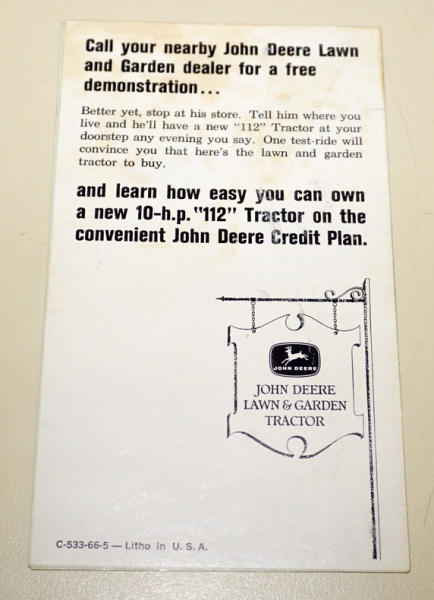 Call your nearby John Deere Lawn
and Garden dealer for a free
demonstration...
Better yet, stop at his store. Tell him where you
live and he'll have a new "112" Tractor at your
doorstep any evening you say. One test-ride will
convince you that here's the lawn and garden
tractor to buy.
and learn how easy you can own
a new 10-h.p. "112" Tractor on the
convenient John Deere Credit Plan.
JOHN DEERE
JOHN DEERE
LAWN & GARDEN
TRACTOR
C-533-66-5 — Litho in U. S. A.